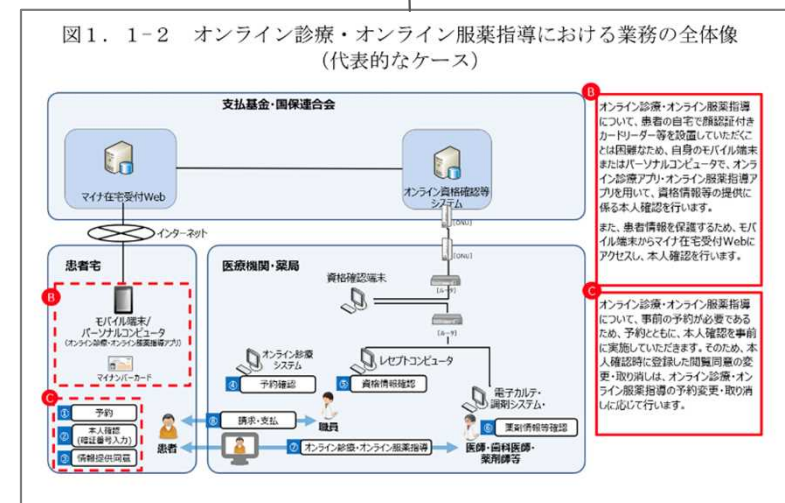 図1．1-2　オンライン診療・オンライン服薬指導における業務の全体像
(代表的なケース)
支払基金・国保連合会
マイナ在宅受付Web
オンライン資格確認等
システム
[ONU]
[ONU]
インターネット
患者宅
B
モバイル端末/
パーソナルコンピュータ
(オンライン診療・オンライン服薬指導アプリ)
マイナンバーカード
C
① 予約
② 本人確認
(暗証番号入力)
③ 情報提供同意
患者
医療機関・薬局
資格確認端末
[ルータ]
[ルータ]
オンライン診療
システム
④ 予約確認
レセプトコンピュータ
⑤ 資格情報確認
電子カルテ・
調剤システム・
⑥ 薬剤情報等確認
⑧ 請求・支払
職員
⑦ オンライン診療・オンライン服薬指導
医師・歯科医師・
薬剤師等
B
オンライン診療・オンライン服薬指導
について、患者の自宅で顔認証付き
カードリーダー等を設置していただくこ
とは困難なため、自身のモバイル端末
またはパーソナルコンピュータで、オンラ
イン診療アプリ・オンライン服薬指導ア
プリを用いて、資格情報等の提供に
係る本人確認を行います。
また、患者情報を保護するため、モバ
イル端末からマイナ在宅受付Webに
アクセスし、本人確認を行います。
C
オンライン診療・オンライン服薬指導
について、事前の予約が必要である
ため、予約とともに、本人確認を事前
に実施していただきます。そのため、本
人確認時に登録した閲覧同意の変
更・取り消しは、オンライン診療・オン
ライン服薬指導の予約変更・取り消
しに応じて行います。